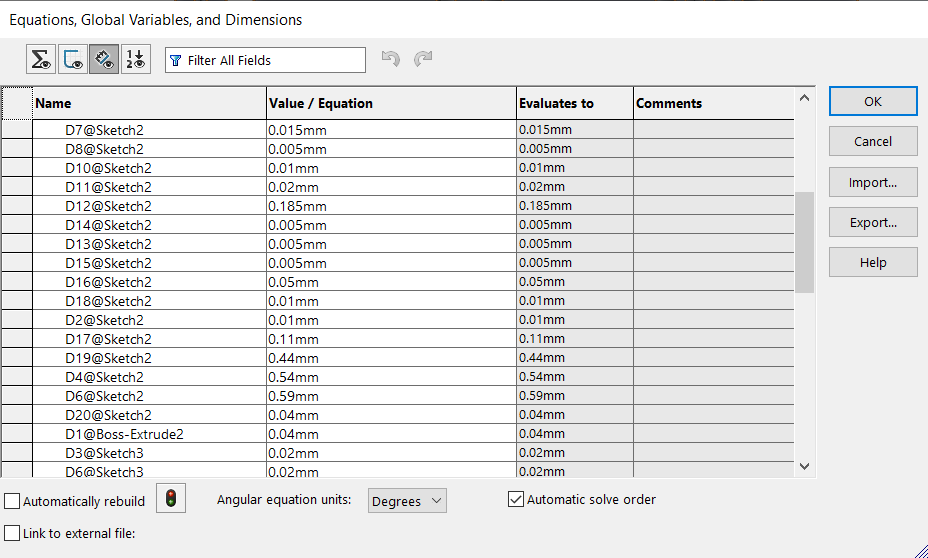 Equations, Global Variables, and Dimensions
Filter All Fields
Name Value / Equation Evaluates to Comments
D7@Sketch2 0.015mm 0.015mm
D8@Sketch2 0.005mm 0.005mm
D10@Sketch2 0.01mm 0.01mm
D11@Sketch2 0.02mm 0.02mm
D12@Sketch2 0.185mm 0.185mm
D14@Sketch2 0.005mm 0.005mm
D13@Sketch2 0.005mm 0.005mm
D15@Sketch2 0.005mm 0.005mm
D16@Sketch2 0.05mm 0.05mm
D18@Sketch2 0.01mm 0.01mm
D2@Sketch2 0.01mm 0.01mm
D17@Sketch2 0.11mm 0.11mm
D19@Sketch2 0.44mm 0.44mm
D4@Sketch2 0.54mm 0.54mm
D6@Sketch2 0.59mm 0.59mm
D20@Sketch2 0.04mm 0.04mm
D1@Boss-Extrude2 0.04mm 0.04mm
D3@Sketch3 0.02mm 0.02mm
D6@Sketch3 0.02mm 0.02mm
OK
Cancel
Import...
Export...
Help
Automatically rebuild Angular equation units: Degrees Automatic solve order
Link to external file: